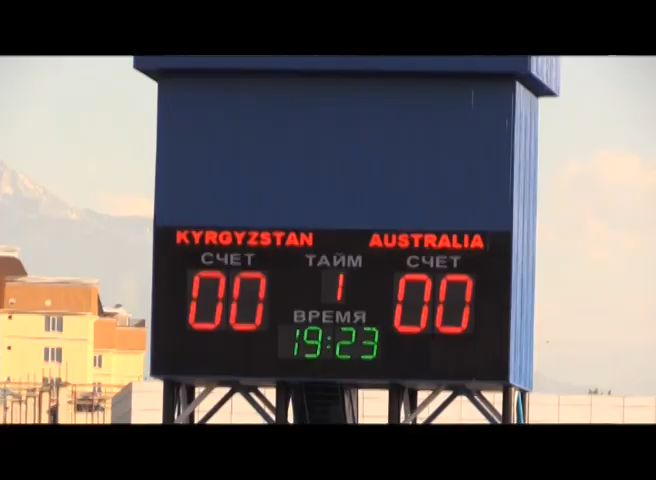 KYRGYZSTAN AUSTRALIA
СЧЕТ ТАЙМ СЧЕТ
00 1 00
ВРЕМЯ
19:23